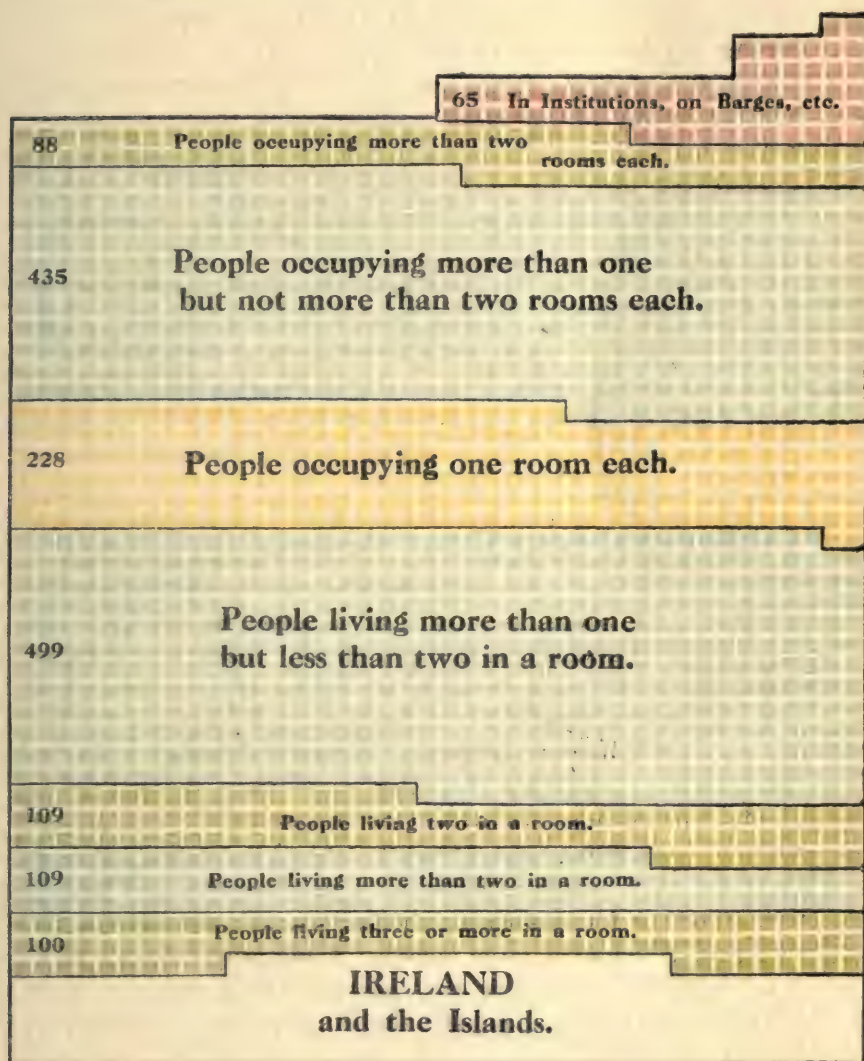 65 In Institutions, on Barges, etc.
88 People occupying more than two
rooms each.
435 People occupying more than one
but not more than two rooms each.
228 People occupying one room each.
499 People living more than one
but less than two in a room.
109 People living two in a room.
109 People living more than two in a room.
100 People living three or more in a room.
IRELAND
and the Islands.